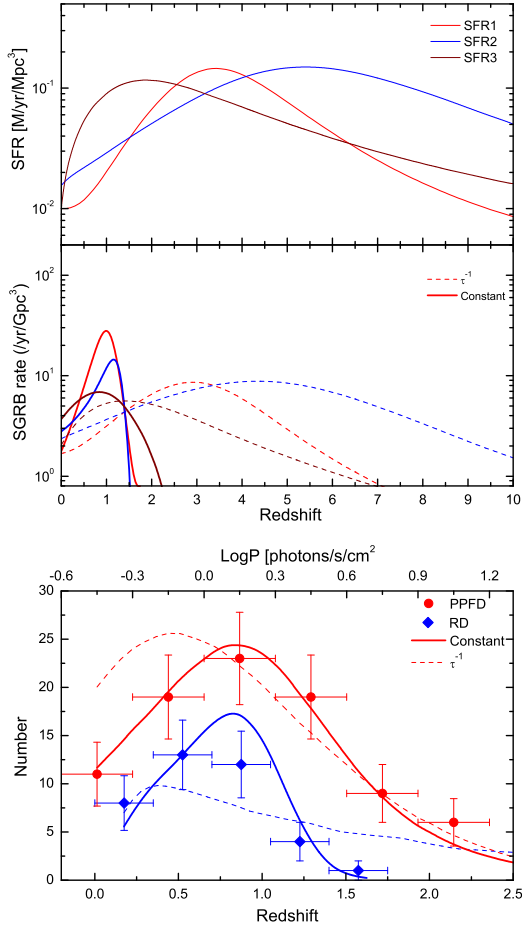 SFR [M/yr/Mpc³]
10⁻¹
10⁻²
SFR1
SFR2
SFR3
SGRB rate (/yr/Gpc³)
10²
10¹
10⁰
τ⁻¹
Constant
0 1 2 3 4 5 6 7 8 9 10
Redshift
LogP [photons/s/cm²
-0.6 -0.3 0.0 0.3 0.6 0.9 1.2
Number
30
25
20
15
10
5
0
PPFD
RD
Constant
τ⁻¹
0.0 0.5 1.0 1.5 2.0 2.5
Redshift